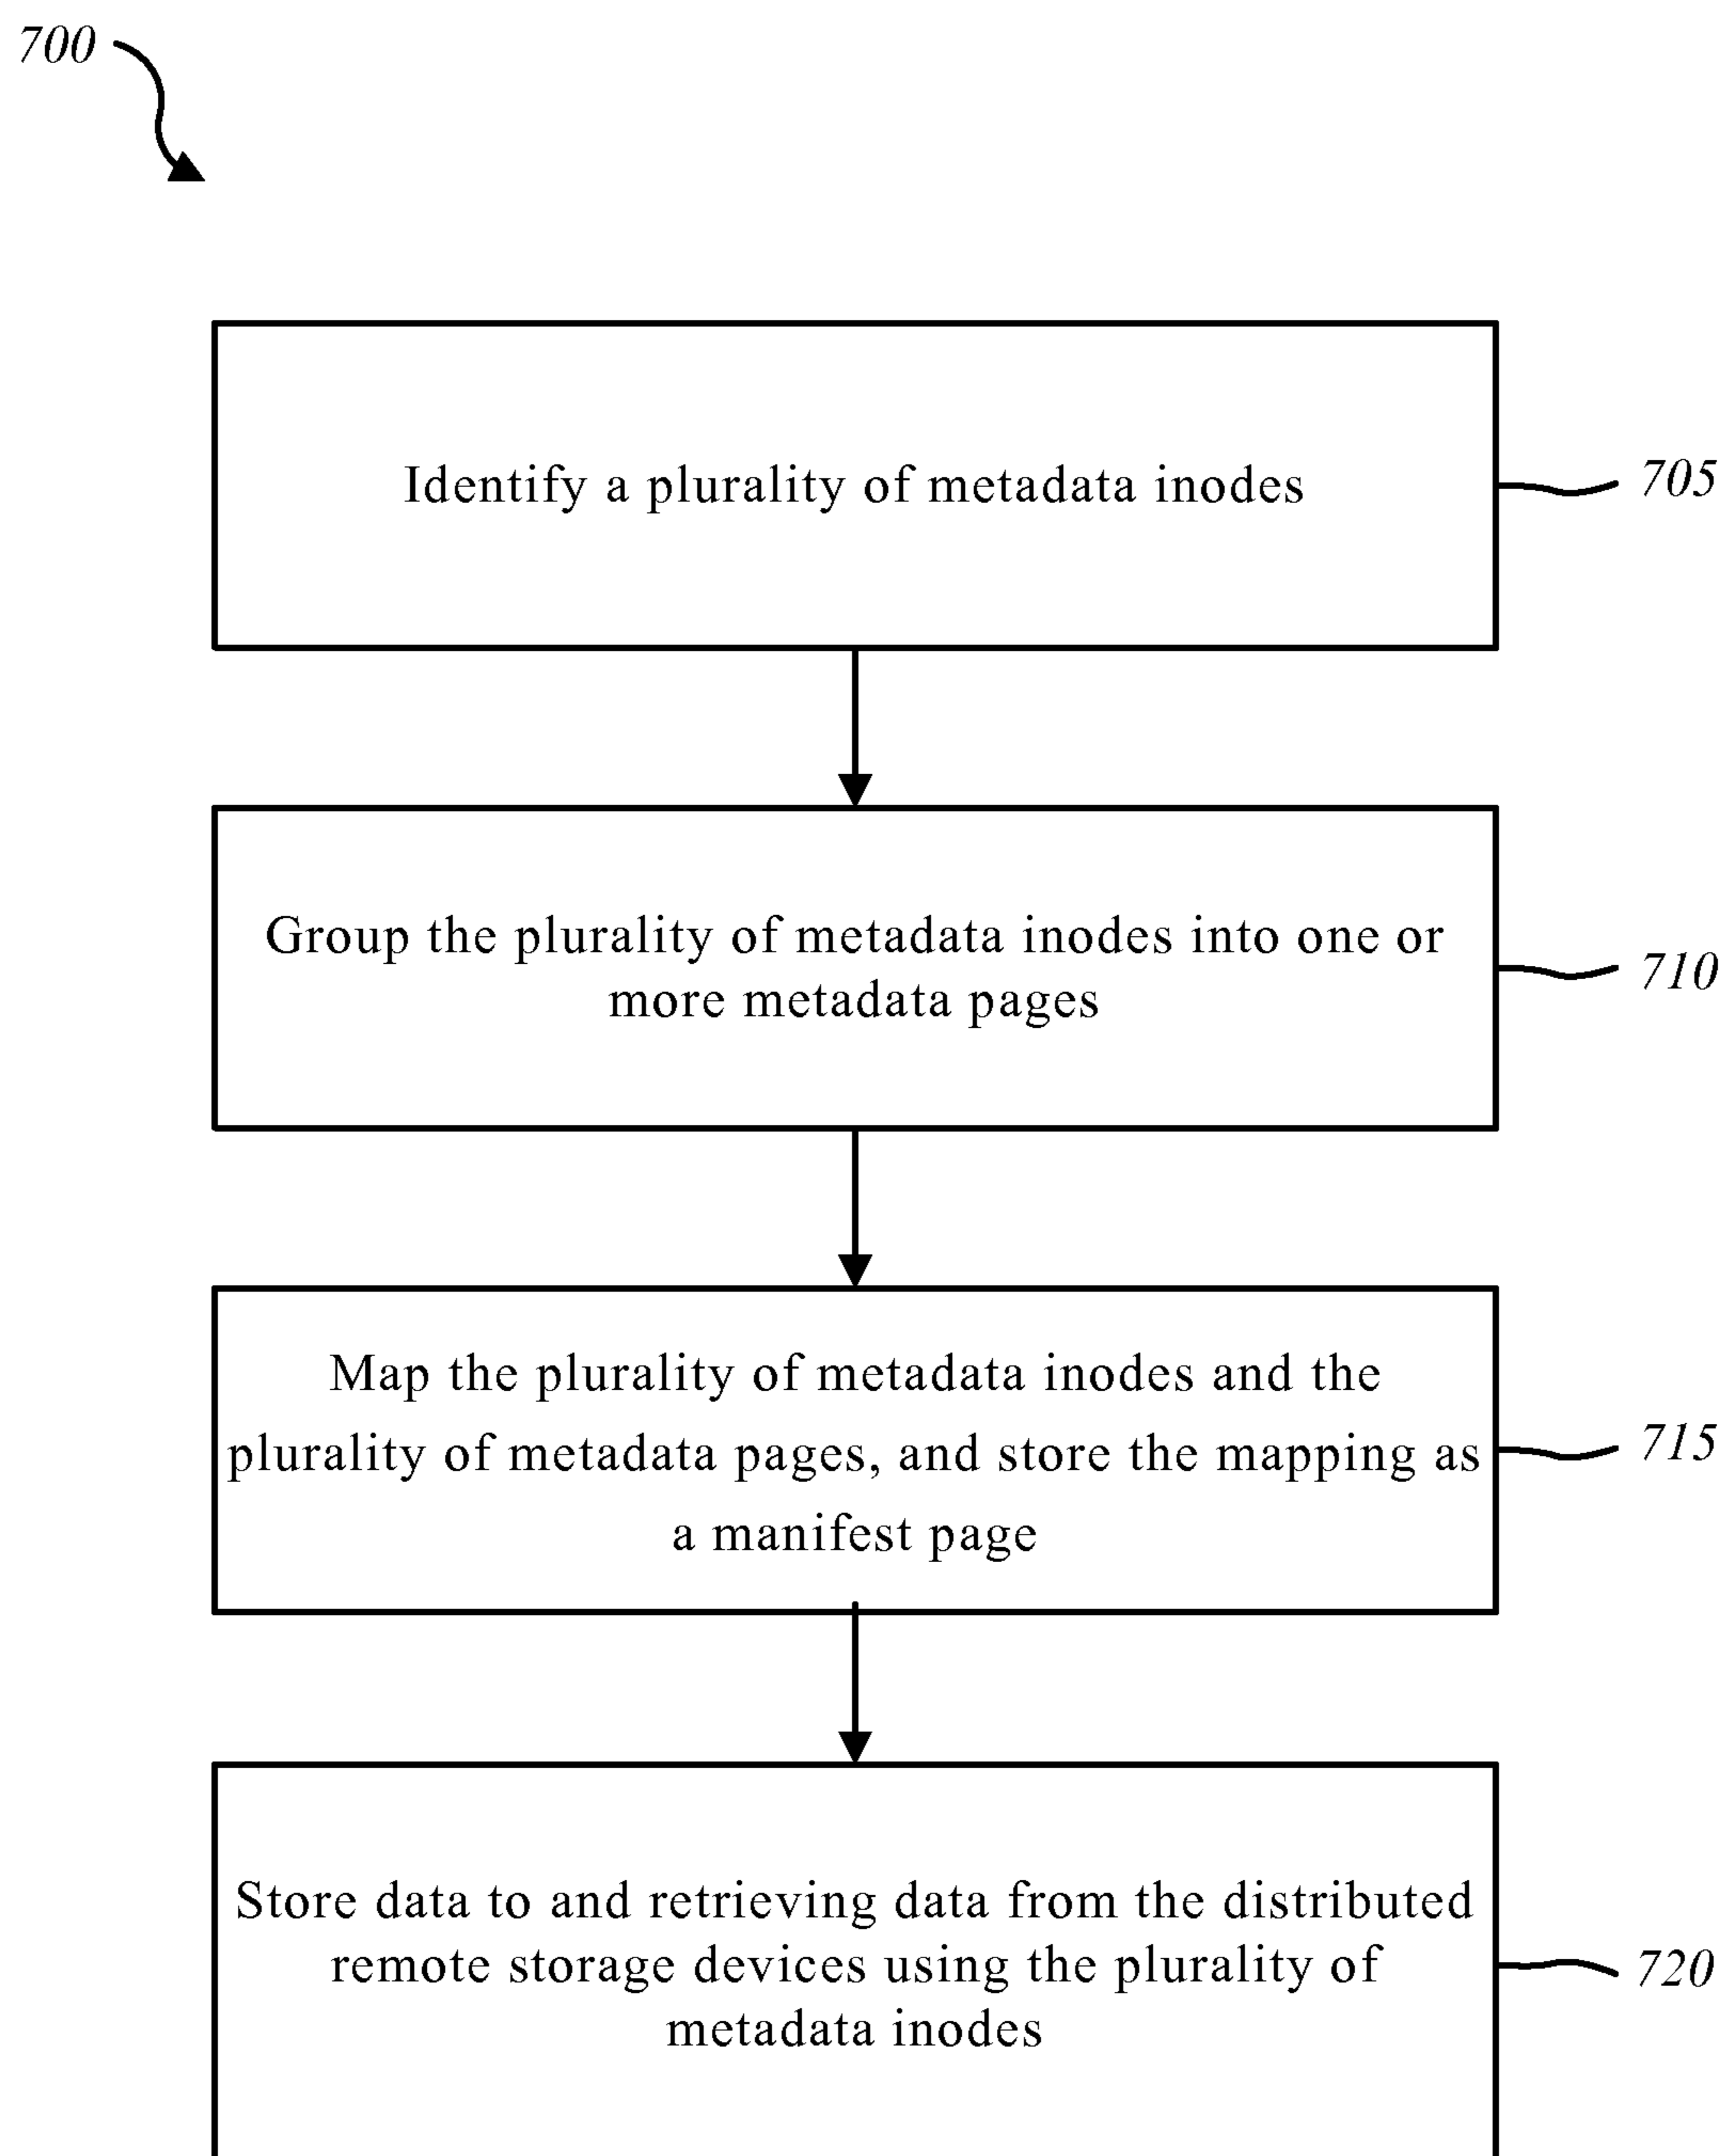 700
Identify a plurality of metadata inodes
705
Group the plurality of metadata inodes into one or
more metadata pages
710
Map the plurality of metadata inodes and the
plurality of metadata pages, and store the mapping as
a manifest page
715
Store data to and retrieving data from the distributed
remote storage devices using the plurality of
metadata inodes
720